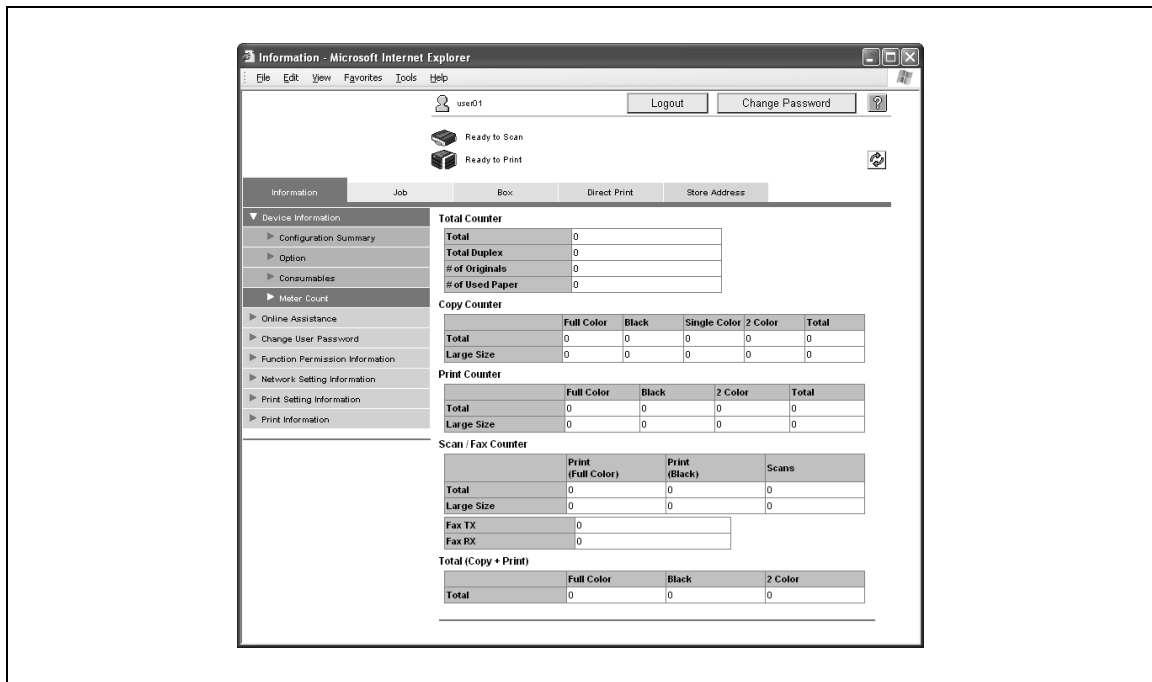 Information - Microsoft Internet Explorer
File Edit View Favorites Tools Help
user01 Logout Change Password ?
Ready to Scan
Ready to Print
Information Job Box Direct Print Store Address
Device Information
Configuration Summary
Option
Consumables
Meter Count
Online Assistance
Change User Password
Function Permission Information
Network Setting Information
Print Setting Information
Print Information
Total Counter
Total 0
Total Duplex 0
# of Originals 0
# of Used Paper 0
Copy Counter
Full Color Black Single Color 2 Color Total
Total 0 0 0 0 0
Large Size 0 0 0 0 0
Print Counter
Full Color Black 2 Color Total
Total 0 0 0 0
Large Size 0 0 0 0
Scan / Fax Counter
Print (Full Color) Print (Black) Scans
Total 0 0 0
Large Size 0 0 0
Fax TX 0
Fax RX 0
Total (Copy + Print)
Full Color Black 2 Color
Total 0 0 0